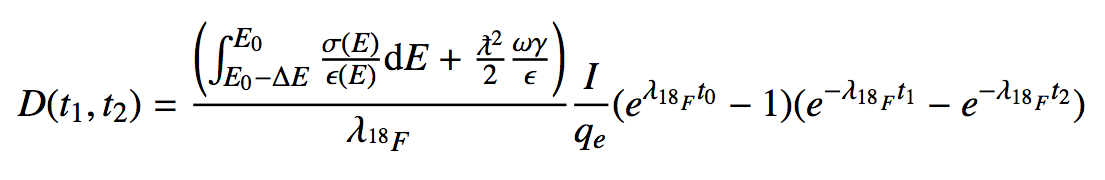 $D(t_1, t_2) = \frac{\left(\int_{E_0-\Delta E}^{E_0} \frac{\sigma(E)}{\epsilon(E)} \mathrm{d}E + \frac{ƛ^2}{2} \frac{\omega\gamma}{\epsilon}\right)}{\lambda_{^{18}F}} \frac{I}{q_e} (e^{\lambda_{^{18}F} t_0} - 1)(e^{-\lambda_{^{18}F} t_1} - e^{-\lambda_{^{18}F} t_2})$